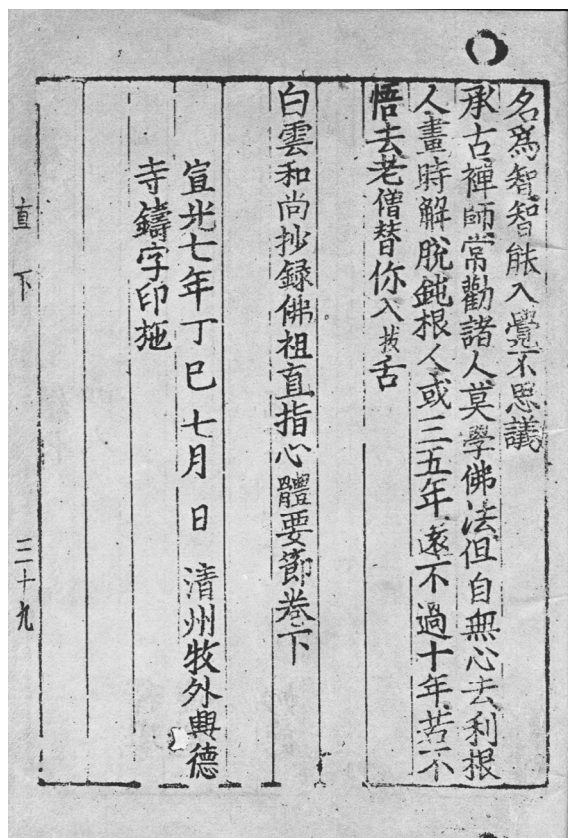 名爲智智能入覺不思議
承古禪師常勸諸人莫學佛法但自無心去利根
人晝時解脫鈍根人或三五年遠不過十年若不
悟去老僧替你入拔舌
白雲和尚抄錄佛祖直指心體要節卷下
宣光七年丁巳七月 日 清州牧外興德
寺鑄字印施
直下
三十九